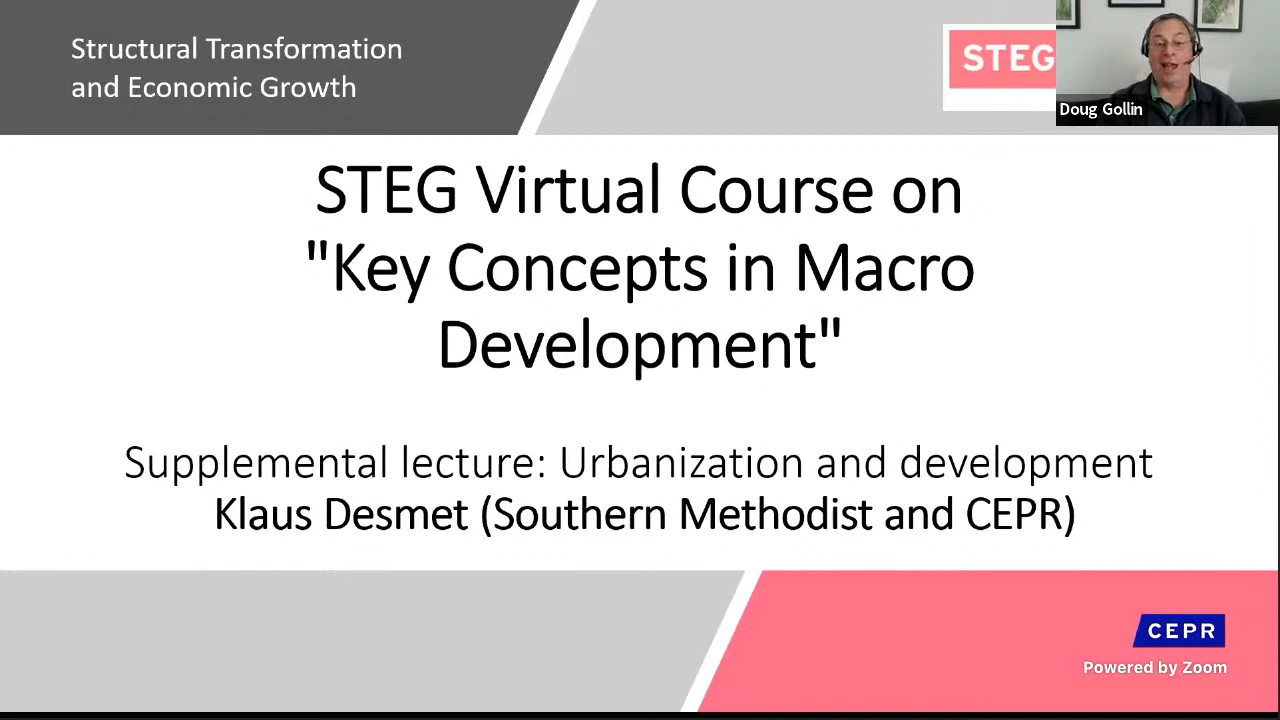 Structural Transformation
and Economic Growth
STEG
Doug Gollin
STEG Virtual Course on
"Key Concepts in Macro
Development"
Supplemental lecture: Urbanization and development
Klaus Desmet (Southern Methodist and CEPR)
CEPR
Powered by Zoom